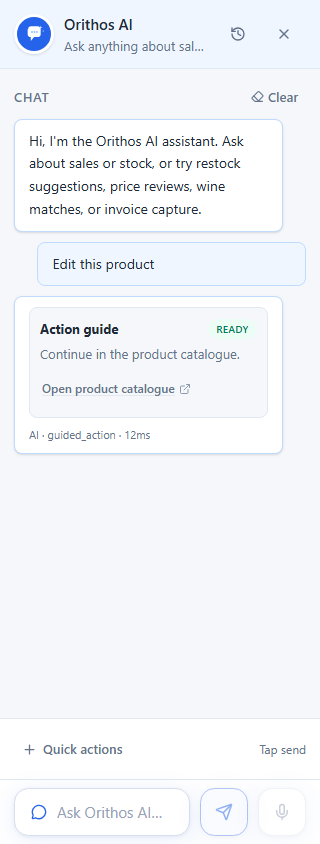 Orithos AI
Ask anything about sal...
CHAT
Clear
Hi, I'm the Orithos AI assistant. Ask
about sales or stock, or try restock
suggestions, price reviews, wine
matches, or invoice capture.
Edit this product
Action guide
READY
Continue in the product catalogue.
Open product catalogue
AI · guided_action · 12ms
Quick actions
Tap send
Ask Orithos AI...